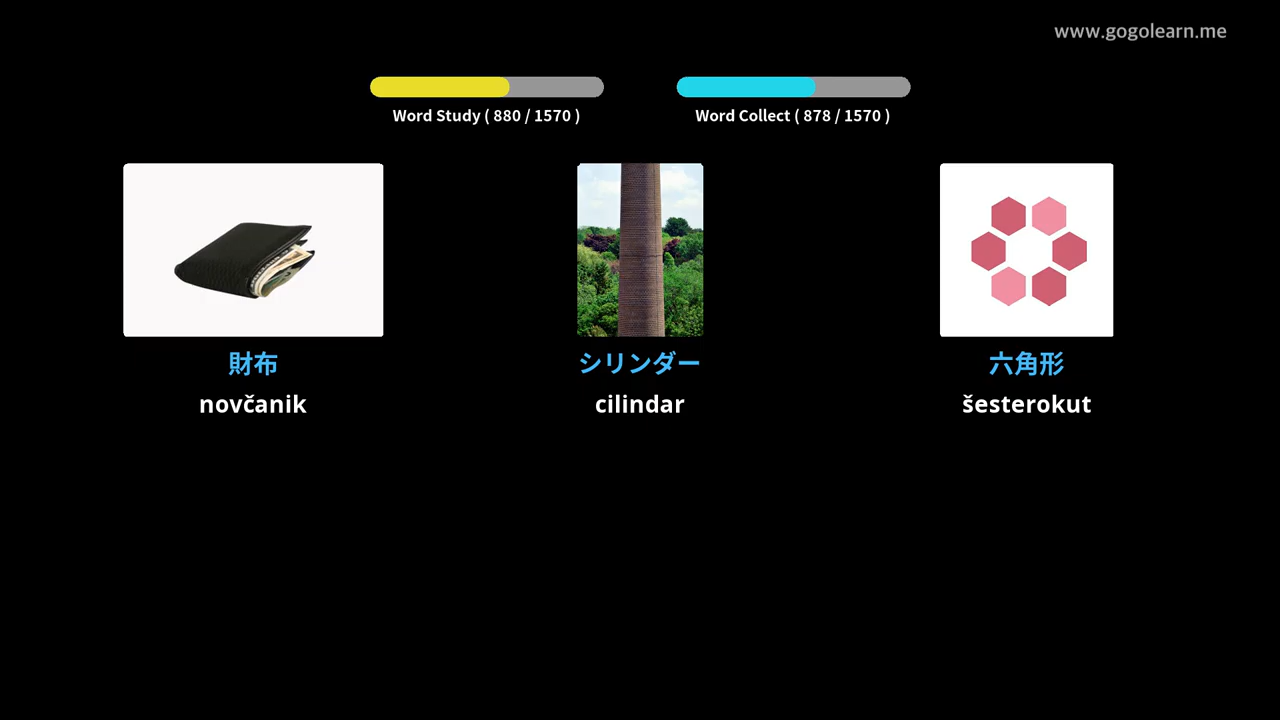 www.gogolearn.me
Word Study ( 880 / 1570 )
Word Collect ( 878 / 1570 )
財布
シリンダー
六角形
novčanik
cilindar
šesterokut